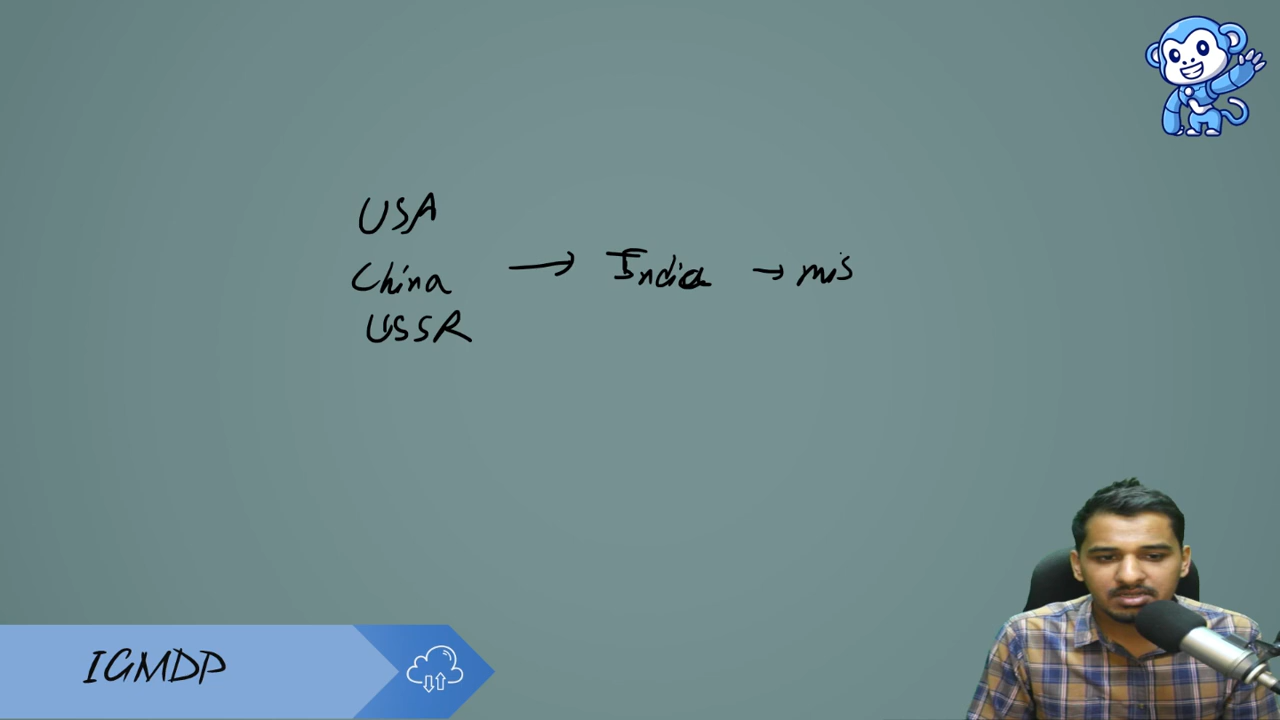 USA
China → India → mis
USSR
IGMDP